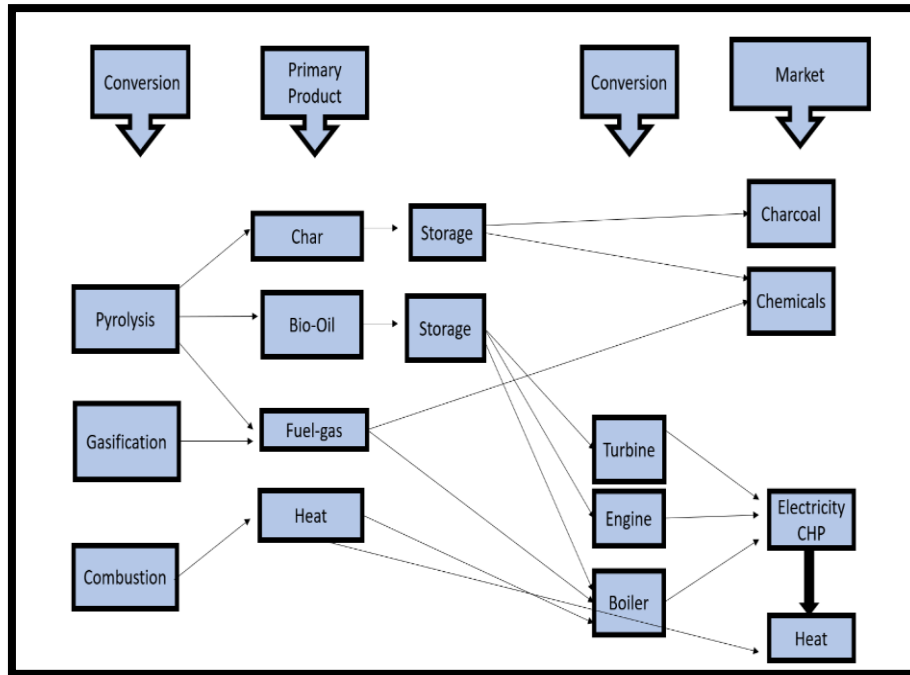 Conversion
Primary
Product
Conversion
Market
Char
Storage
Charcoal
Pyrolysis
Bio-Oil
Storage
Chemicals
Gasification
Fuel-gas
Turbine
Heat
Engine
Electricity
CHP
Combustion
Boiler
Heat